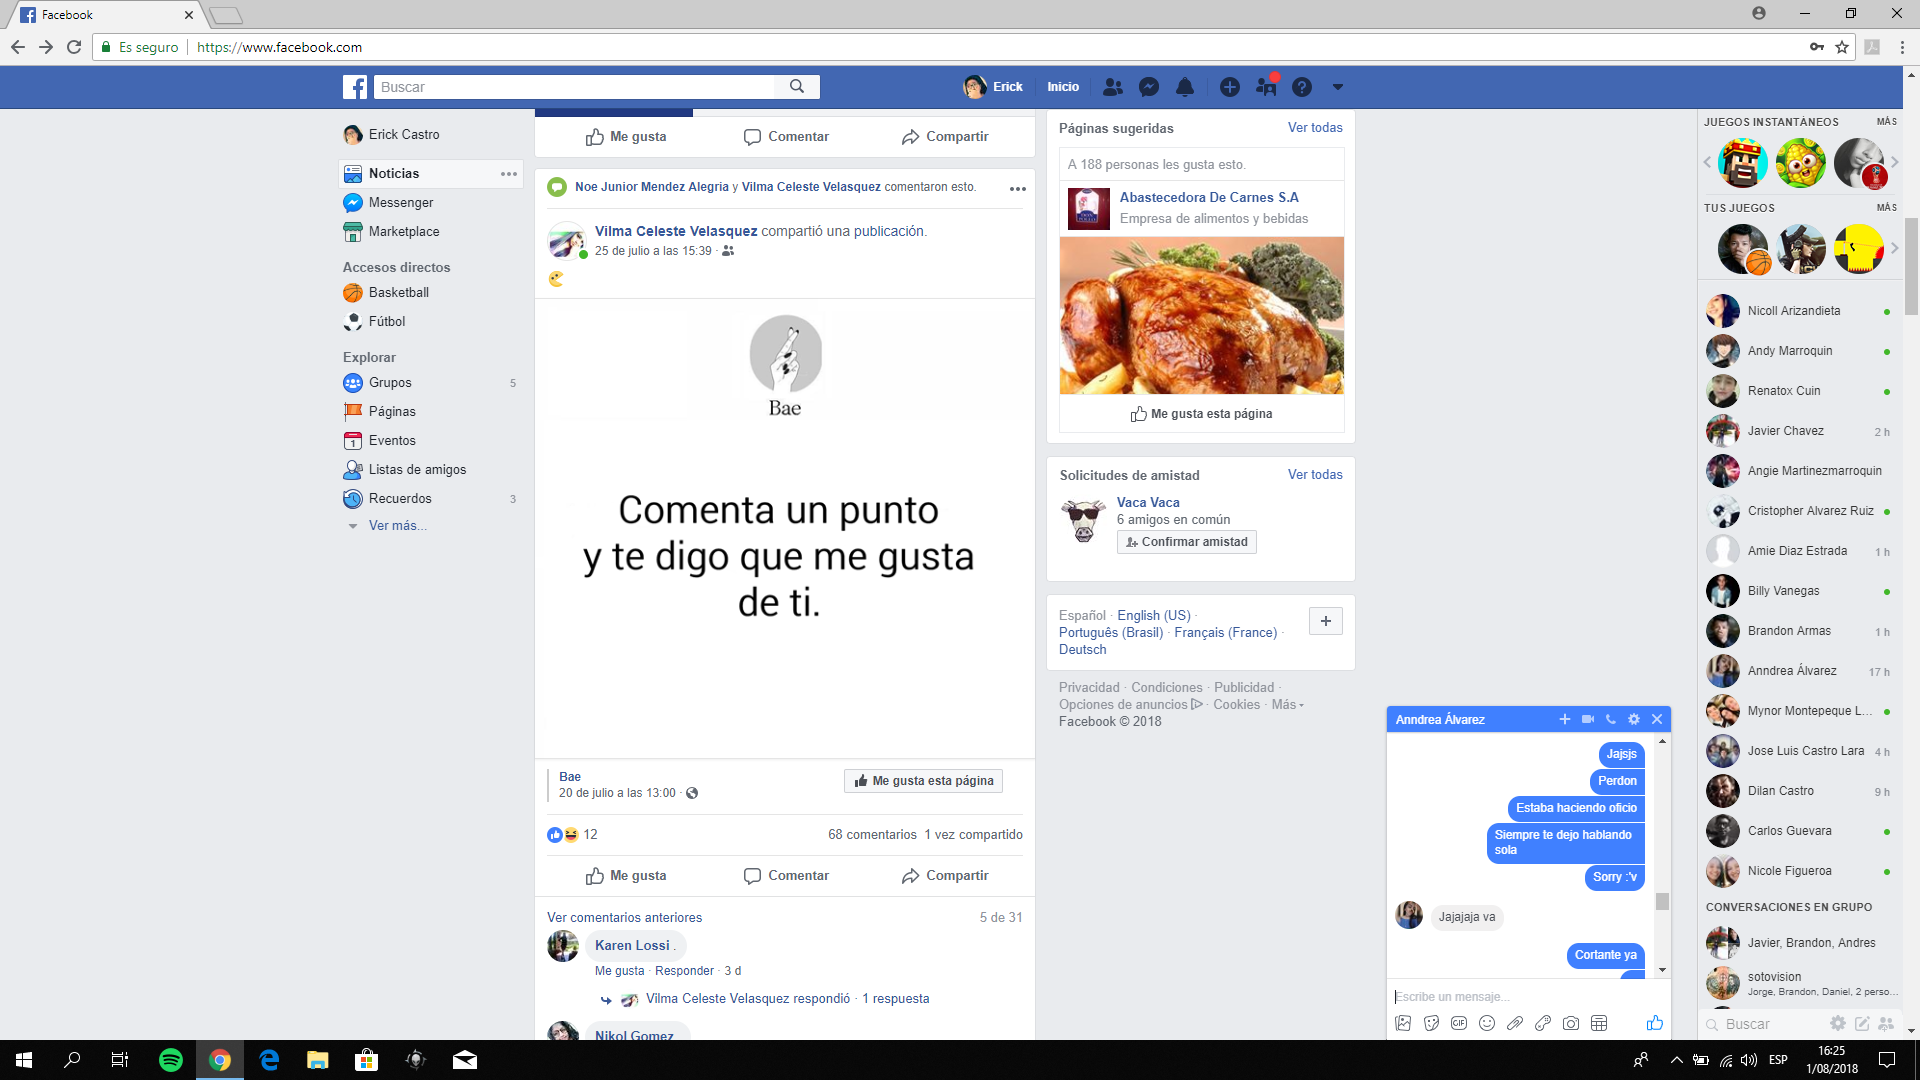 Facebook
Es seguro
https://www.facebook.com
Buscar
Erick
Inicio
Erick Castro
Noticias
Messenger
Marketplace
Accesos directos
Basketball
Fútbol
Explorar
Grupos 5
Páginas
Eventos
Listas de amigos
Recuerdos 3
Ver más...
Me gusta Comentar Compartir
Noe Junior Mendez Alegria y Vilma Celeste Velasquez comentaron esto.
Vilma Celeste Velasquez compartió una publicación.
25 de julio a las 15:39 ·
Bae
Comenta un punto
y te digo que me gusta
de ti.
Bae
20 de julio a las 13:00 ·
Me gusta esta página
12
68 comentarios 1 vez compartido
Me gusta Comentar Compartir
Ver comentarios anteriores 5 de 31
Karen Lossi .
Me gusta · Responder · 3 d
Vilma Celeste Velasquez respondió · 1 respuesta
Nikol Gomez
Páginas sugeridas Ver todas
A 188 personas les gusta esto.
Abastecedora De Carnes S.A
Empresa de alimentos y bebidas
Me gusta esta página
Solicitudes de amistad Ver todas
Vaca Vaca
6 amigos en común
Confirmar amistad
Español · English (US) ·
Português (Brasil) · Français (France) ·
Deutsch
Privacidad · Condiciones · Publicidad ·
Opciones de anuncios · Cookies · Más
Facebook © 2018
Anndrea Álvarez
Jajsjs
Perdon
Estaba haciendo oficio
Siempre te dejo hablando
sola
Sorry :'v
Jajajaja va
Cortante ya
Escribe un mensaje...
GIF
JUEGOS INSTANTÁNEOS MÁS
TUS JUEGOS MÁS
Nicoll Arizandieta
Andy Marroquin
Renatox Cuin
Javier Chavez 2 h
Angie Martinezmarroquin
Cristopher Alvarez Ruiz
Amie Diaz Estrada 1 h
Billy Vanegas
Brandon Armas 1 h
Anndrea Álvarez 17 h
Mynor Montepeque L...
Jose Luis Castro Lara 4 h
Dilan Castro 9 h
Carlos Guevara
Nicole Figueroa
CONVERSACIONES EN GRUPO
Javier, Brandon, Andres
sotovision
Jorge, Brandon, Daniel, 2 perso...
Buscar
ESP
16:25
1/08/2018